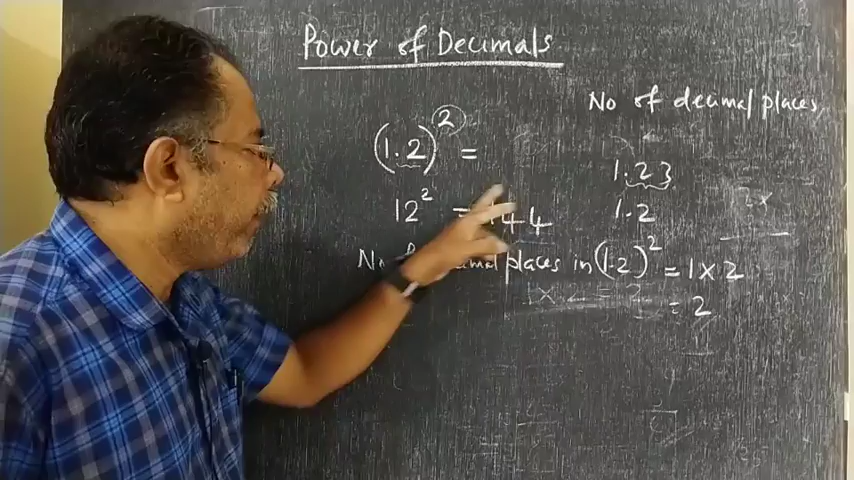 Power of Decimals
No of decimal places
(1.2)² =
1.23
12² = 144
1.2
No places in (1.2)² = 1 × 2
= 2